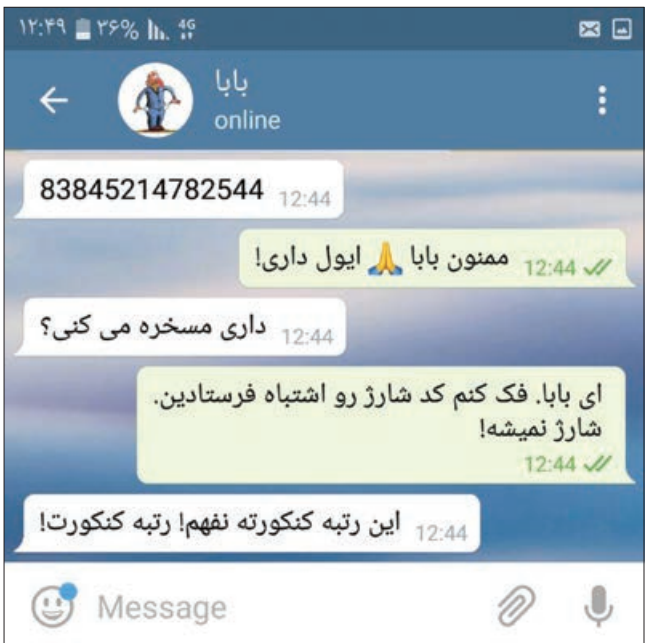 ۱۲:۴۹ ۳۶% 4G
بابا
online
83845214782544 12:44
ممنون بابا 🙏 ایول داری! 12:44
داری مسخره می کنی؟ 12:44
ای بابا. فک کنم کد شارژ رو اشتباه فرستادین.
شارژ نمیشه!
12:44
این رتبه کنکورته نفهم! رتبه کنکورت! 12:44
Message